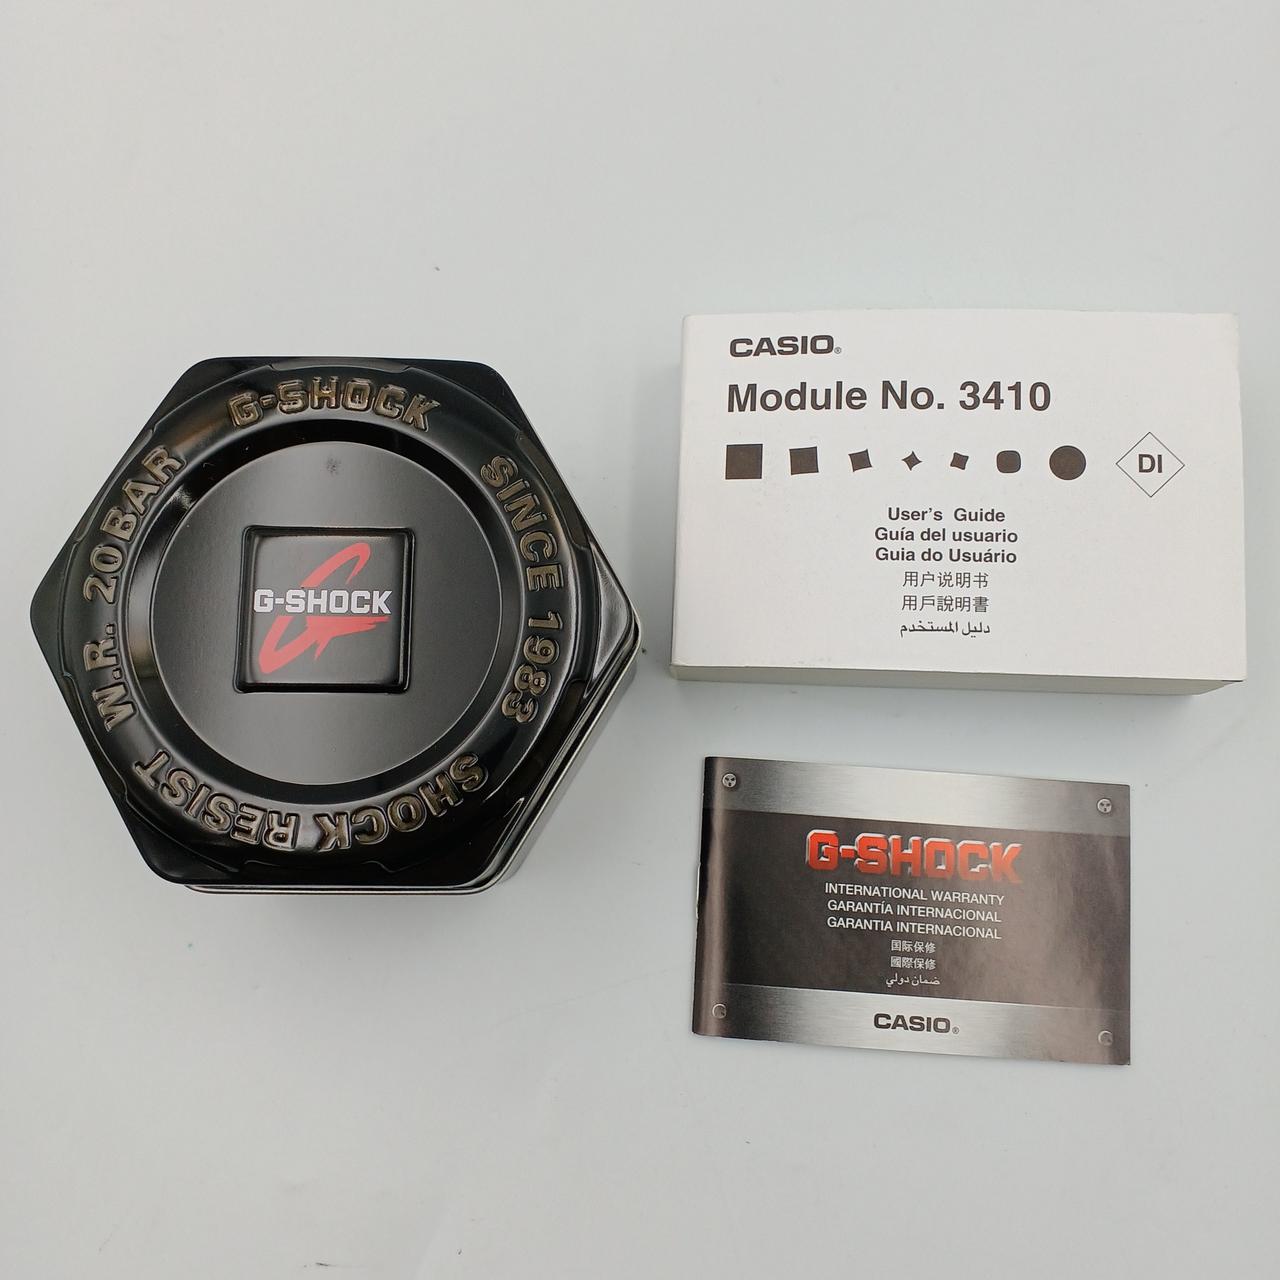 G-SHOCK
SINCE 1983
SHOCK RESIST
W.R. 20BAR
G-SHOCK
CASIO®
Module No. 3410
DI
User's Guide
Guía del usuario
Guia do Usuário
用户说明书
用戶說明書
دليل المستخدم
G-SHOCK
INTERNATIONAL WARRANTY
GARANTÍA INTERNACIONAL
GARANTIA INTERNACIONAL
国际保修
國際保修
ضمان دولي
CASIO®